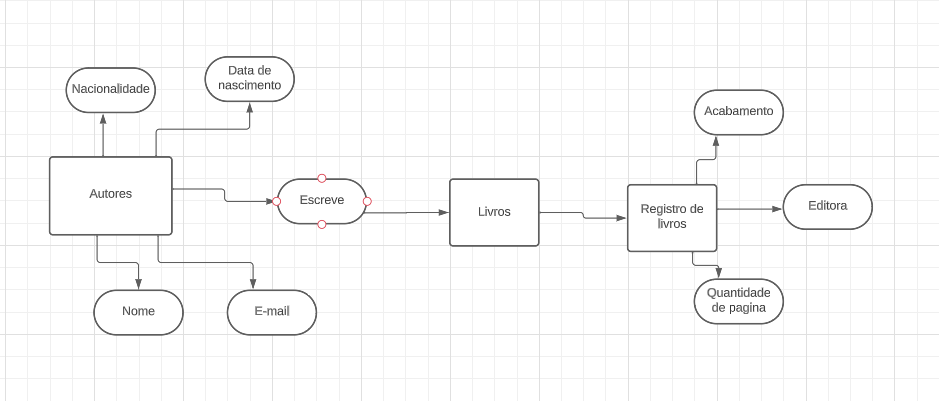 Nacionalidade
Data de
nascimento
Acabamento
Autores
Escreve
Livros
Registro de
livros
Editora
Nome
E-mail
Quantidade
de pagina